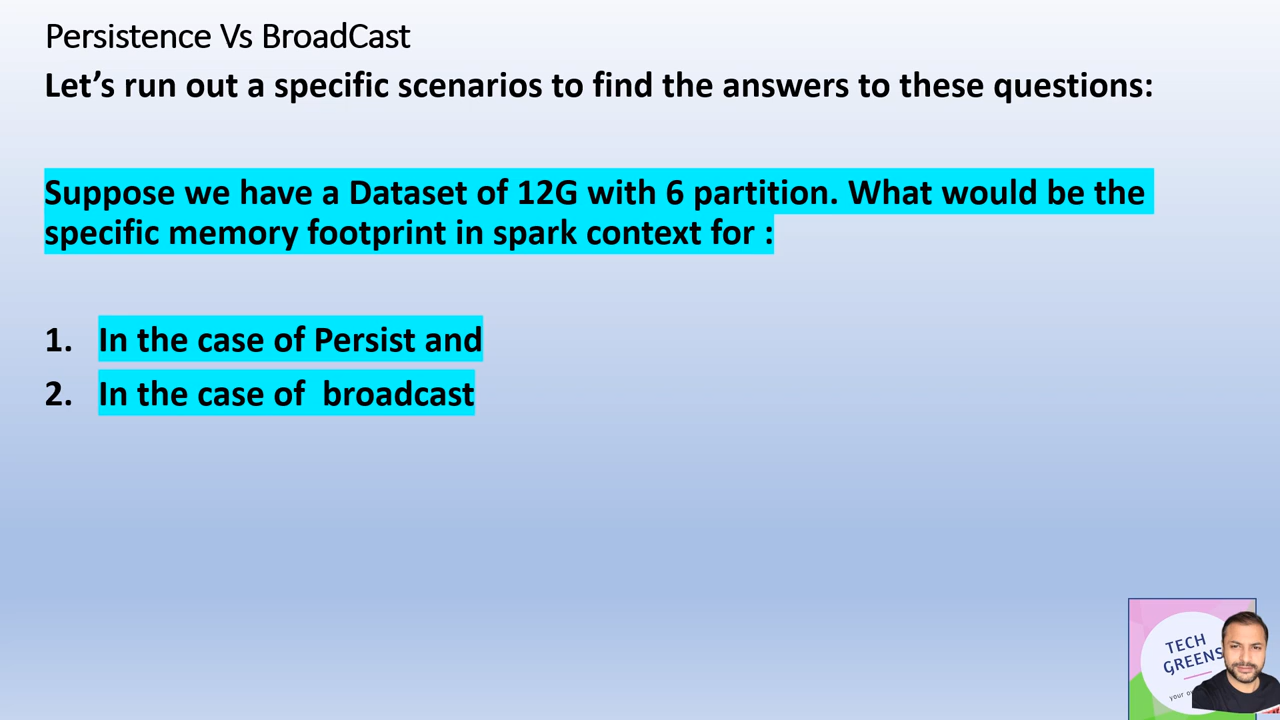 Persistence Vs BroadCast
Let’s run out a specific scenarios to find the answers to these questions:
Suppose we have a Dataset of 12G with 6 partition. What would be the
specific memory footprint in spark context for :
1. In the case of Persist and
2. In the case of  broadcast
TECH
GREENS
your